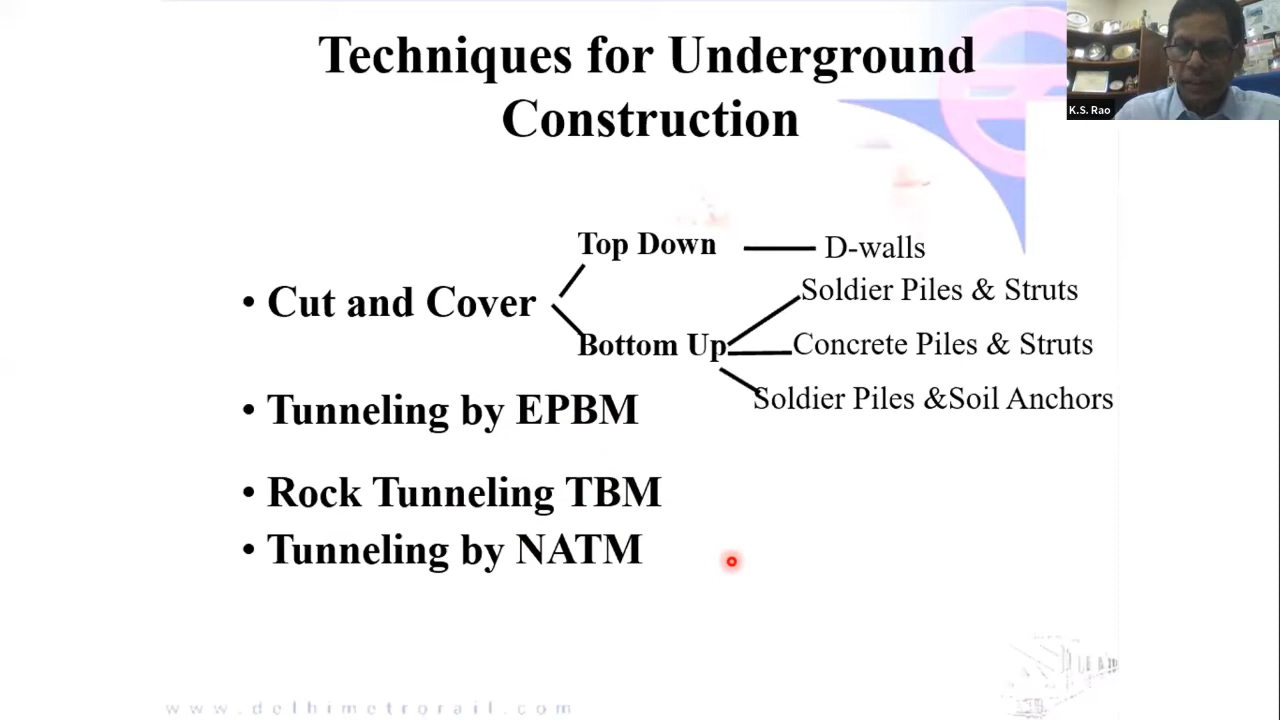 Techniques for Underground
Construction
K.S. Rao
Top Down
D-walls
Soldier Piles & Struts
• Cut and Cover
Bottom Up
Concrete Piles & Struts
Soldier Piles &Soil Anchors
• Tunneling by EPBM
• Rock Tunneling TBM
• Tunneling by NATM
www.delhimetrorail.com